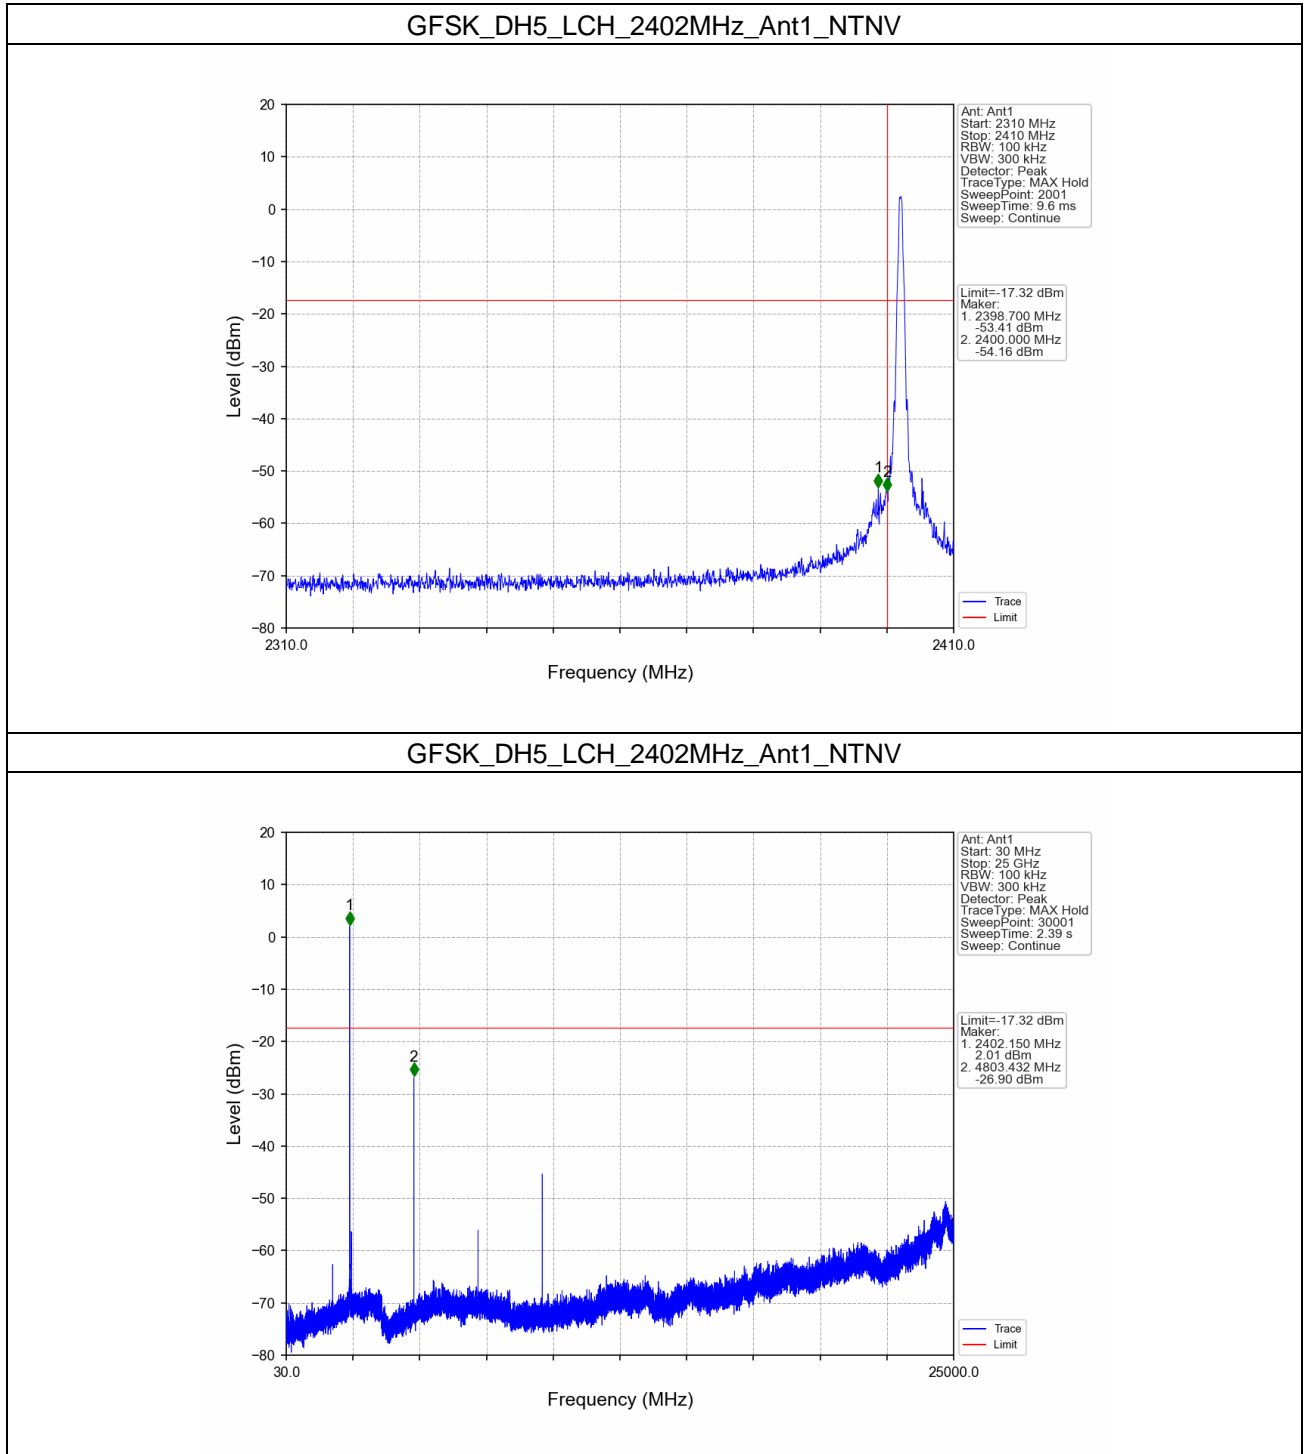 GFSK_DH5_LCH_2402MHz_Ant1_NTNV
20
10
0
−10
−20
−30
−40
−50
−60
−70
−80
Level (dBm)
1
2
2310.0
2410.0
Frequency (MHz)
Ant: Ant1
Start: 2310 MHz
Stop: 2410 MHz
RBW: 100 kHz
VBW: 300 kHz
Detector: Peak
TraceType: MAX Hold
SweepPoint: 2001
SweepTime: 9.6 ms
Sweep: Continue
Limit=-17.32 dBm
Maker:
1. 2398.700 MHz
-53.41 dBm
2. 2400.000 MHz
-54.16 dBm
Trace
Limit
GFSK_DH5_LCH_2402MHz_Ant1_NTNV
20
10
0
−10
−20
−30
−40
−50
−60
−70
−80
Level (dBm)
1
2
30.0
25000.0
Frequency (MHz)
Ant: Ant1
Start: 30 MHz
Stop: 25 GHz
RBW: 100 kHz
VBW: 300 kHz
Detector: Peak
TraceType: MAX Hold
SweepPoint: 30001
SweepTime: 2.39 s
Sweep: Continue
Limit=-17.32 dBm
Maker:
1. 2402.150 MHz
2.01 dBm
2. 4803.432 MHz
-26.90 dBm
Trace
Limit